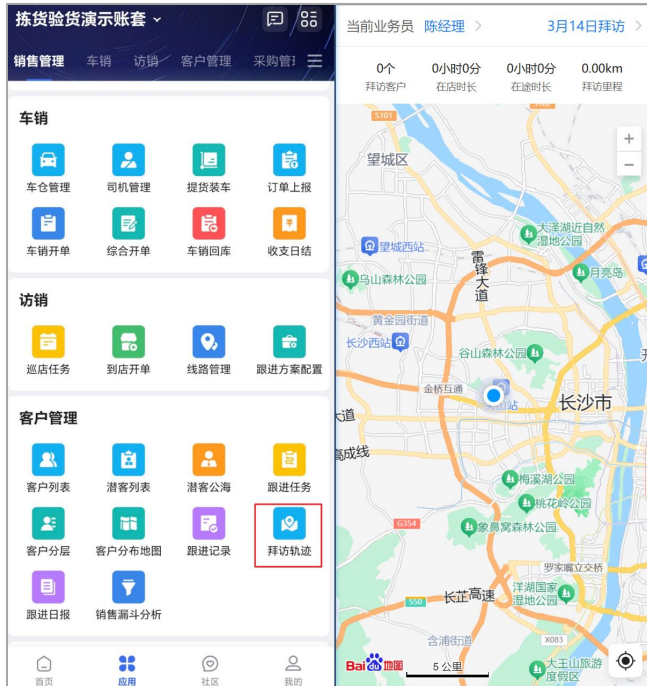 拣货验货演示账套
销售管理 车销 访销 客户管理 采购管
车销
车仓管理 司机管理 提货装车 订单上报
车销开单 综合开单 车销回库 收支日结
访销
巡店任务 到店开单 线路管理 跟进方案配置
客户管理
客户列表 潜客列表 潜客公海 跟进任务
客户分层 客户分布地图 跟进记录 拜访轨迹
跟进日报 销售漏斗分析
首页 应用 社区 我的
当前业务员 陈经理 3月14日拜访
0个 0小时0分 0小时0分 0.00km
拜访客户 在店时长 在途时长 拜访里程
S101
望城区
大泽湖近自然
湿地公园
望城西站
雷锋大道
月亮岛
乌山森林公园
黄金园街道
长沙西站
谷山森林公园
金桥互通
长沙市
大道
高成线
梅溪湖公园
桃花岭公园
G354
象鼻窝森林公园
罗家嘴立交桥
洋湖国家
湿地公园
长芷高速
S50
含浦街道
X083
大王山旅游
度假区
Bai du 地图
5 公里